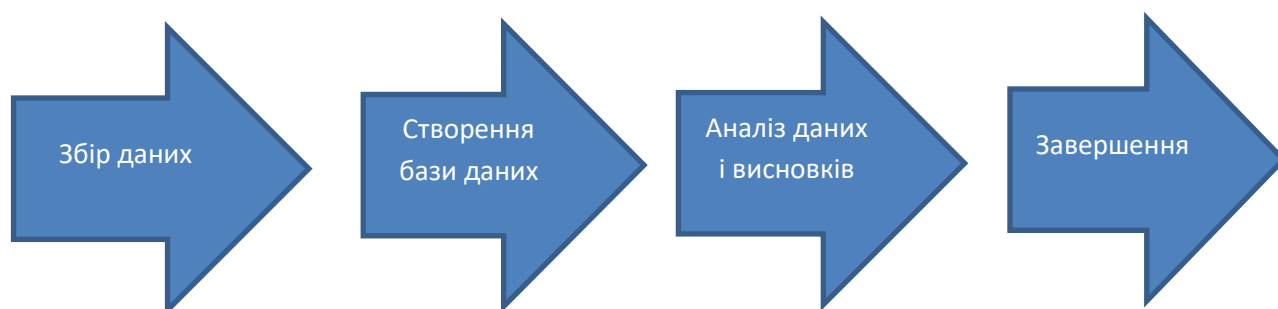 Збір даних
Створення
бази даних
Аналіз даних
і висновків
Завершення